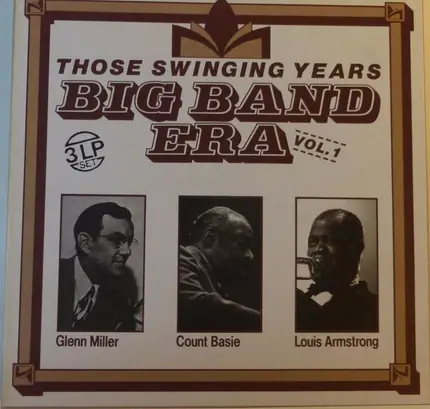 THOSE SWINGING YEARS
BIG BAND
ERA VOL. 1
3 LP
SET
Glenn Miller Count Basie Louis Armstrong